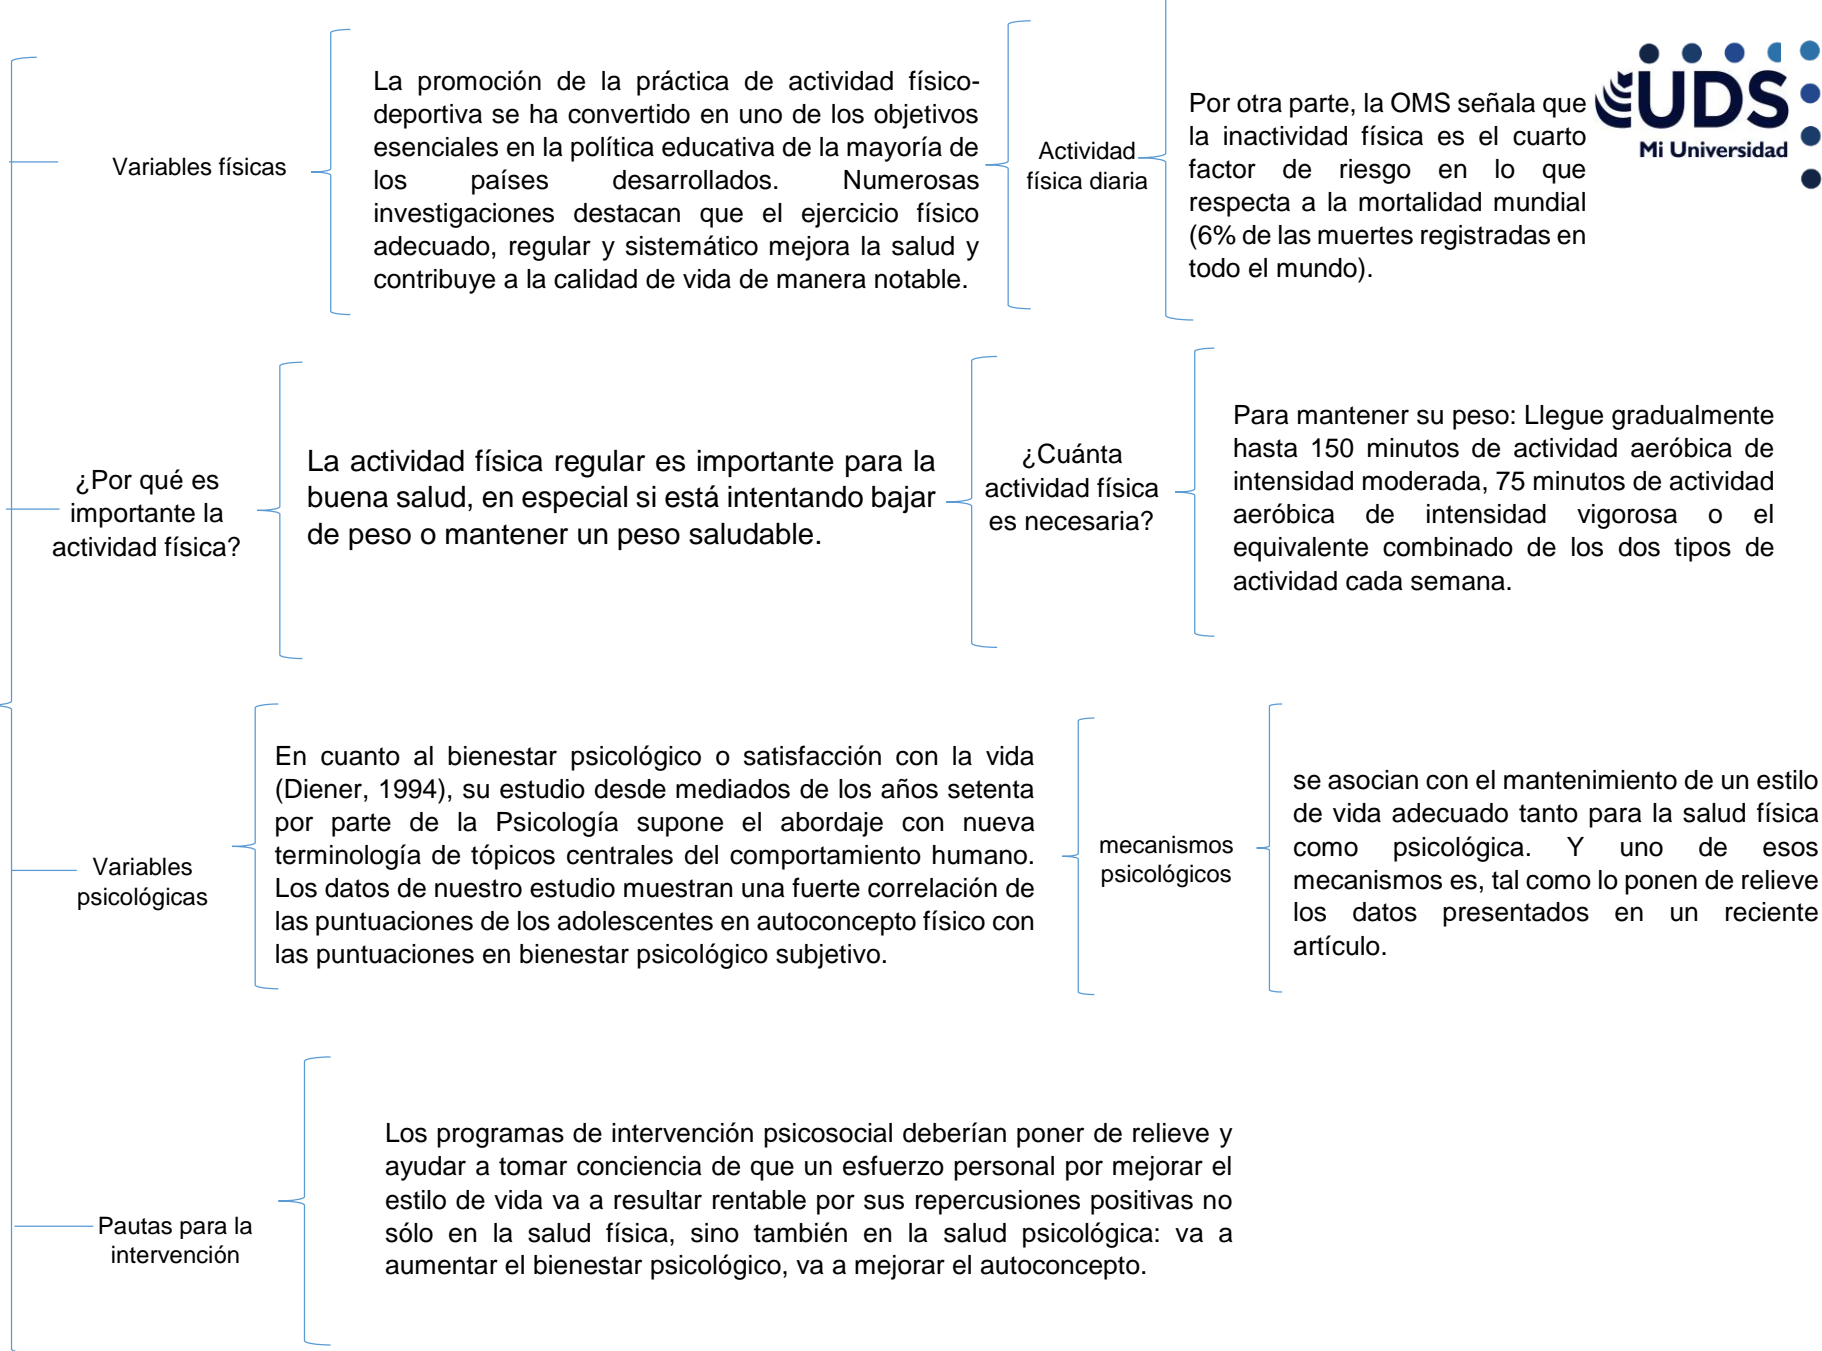 UDS
Mi Universidad
Variables físicas
La promoción de la práctica de actividad físico-
deportiva se ha convertido en uno de los objetivos
esenciales en la política educativa de la mayoría de
los países desarrollados. Numerosas
investigaciones destacan que el ejercicio físico
adecuado, regular y sistemático mejora la salud y
contribuye a la calidad de vida de manera notable.
Actividad
física diaria
Por otra parte, la OMS señala que
la inactividad física es el cuarto
factor de riesgo en lo que
respecta a la mortalidad mundial
(6% de las muertes registradas en
todo el mundo).
¿Por qué es
importante la
actividad física?
La actividad física regular es importante para la
buena salud, en especial si está intentando bajar
de peso o mantener un peso saludable.
¿Cuánta
actividad física
es necesaria?
Para mantener su peso: Llegue gradualmente
hasta 150 minutos de actividad aeróbica de
intensidad moderada, 75 minutos de actividad
aeróbica de intensidad vigorosa o el
equivalente combinado de los dos tipos de
actividad cada semana.
Variables
psicológicas
En cuanto al bienestar psicológico o satisfacción con la vida
(Diener, 1994), su estudio desde mediados de los años setenta
por parte de la Psicología supone el abordaje con nueva
terminología de tópicos centrales del comportamiento humano.
Los datos de nuestro estudio muestran una fuerte correlación de
las puntuaciones de los adolescentes en autoconcepto físico con
las puntuaciones en bienestar psicológico subjetivo.
mecanismos
psicológicos
se asocian con el mantenimiento de un estilo
de vida adecuado tanto para la salud física
como psicológica. Y uno de esos
mecanismos es, tal como lo ponen de relieve
los datos presentados en un reciente
artículo.
Pautas para la
intervención
Los programas de intervención psicosocial deberían poner de relieve y
ayudar a tomar conciencia de que un esfuerzo personal por mejorar el
estilo de vida va a resultar rentable por sus repercusiones positivas no
sólo en la salud física, sino también en la salud psicológica: va a
aumentar el bienestar psicológico, va a mejorar el autoconcepto.